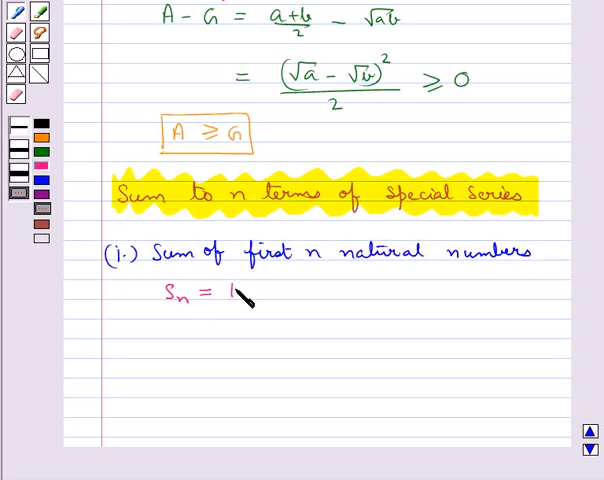 A - G = a+b/2 - √ab
= (√a - √b)²/2 ≥ 0
A ≥ G
Sum to n terms of special series
(i.) Sum of first n natural numbers
Sn = 1